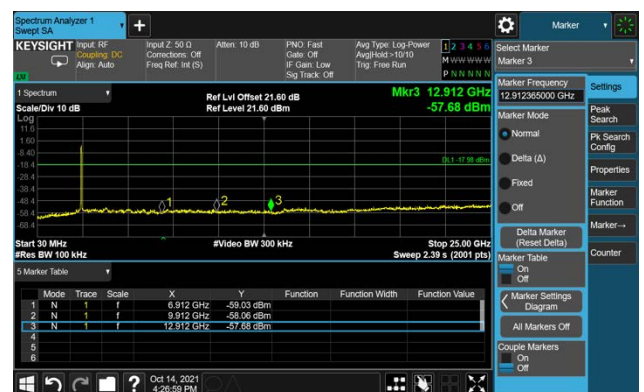 Spectrum Analyzer 1
Swept SA
+
Marker
KEYSIGHT
Input: RF
Coupling: DC
Align: Auto
Input Z: 50 Ω
Corrections: Off
Freq Ref: Int (S)
Atten: 10 dB
PNO: Fast
Gate: Off
IF Gain: Low
Sig Track: Off
Avg Type: Log-Power
Avg|Hold:>10/10
Trig: Free Run
1 2 3 4 5 6
M W W W W W
P N N N N N
LXI
Select Marker
Marker 3
1 Spectrum
Scale/Div 10 dB
Log
Ref Lvl Offset 21.60 dB
Ref Level 21.60 dBm
Mkr3 12.912 GHz
-57.68 dBm
11.6
1.60
-8.40
-18.4
-28.4
-38.4
-48.4
-58.4
-68.4
DL1 -17.98 dBm
1
2
3
Start 30 MHz
#Res BW 100 kHz
#Video BW 300 kHz
Stop 25.00 GHz
Sweep 2.39 s (2001 pts)
5 Marker Table
Mode Trace Scale X Y Function Function Width Function Value
1 N 1 f 6.912 GHz -59.03 dBm
2 N 1 f 9.912 GHz -58.06 dBm
3 N 1 f 12.912 GHz -57.68 dBm
4
5
6
Marker Frequency
12.912365000 GHz
Marker Mode
Normal
Delta (Δ)
Fixed
Off
Delta Marker
(Reset Delta)
Marker Table
On
Off
Marker Settings
Diagram
All Markers Off
Couple Markers
On
Off
Settings
Peak
Search
Pk Search
Config
Properties
Marker
Function
Marker→
Counter
?
Oct 14, 2021
4:26:59 PM